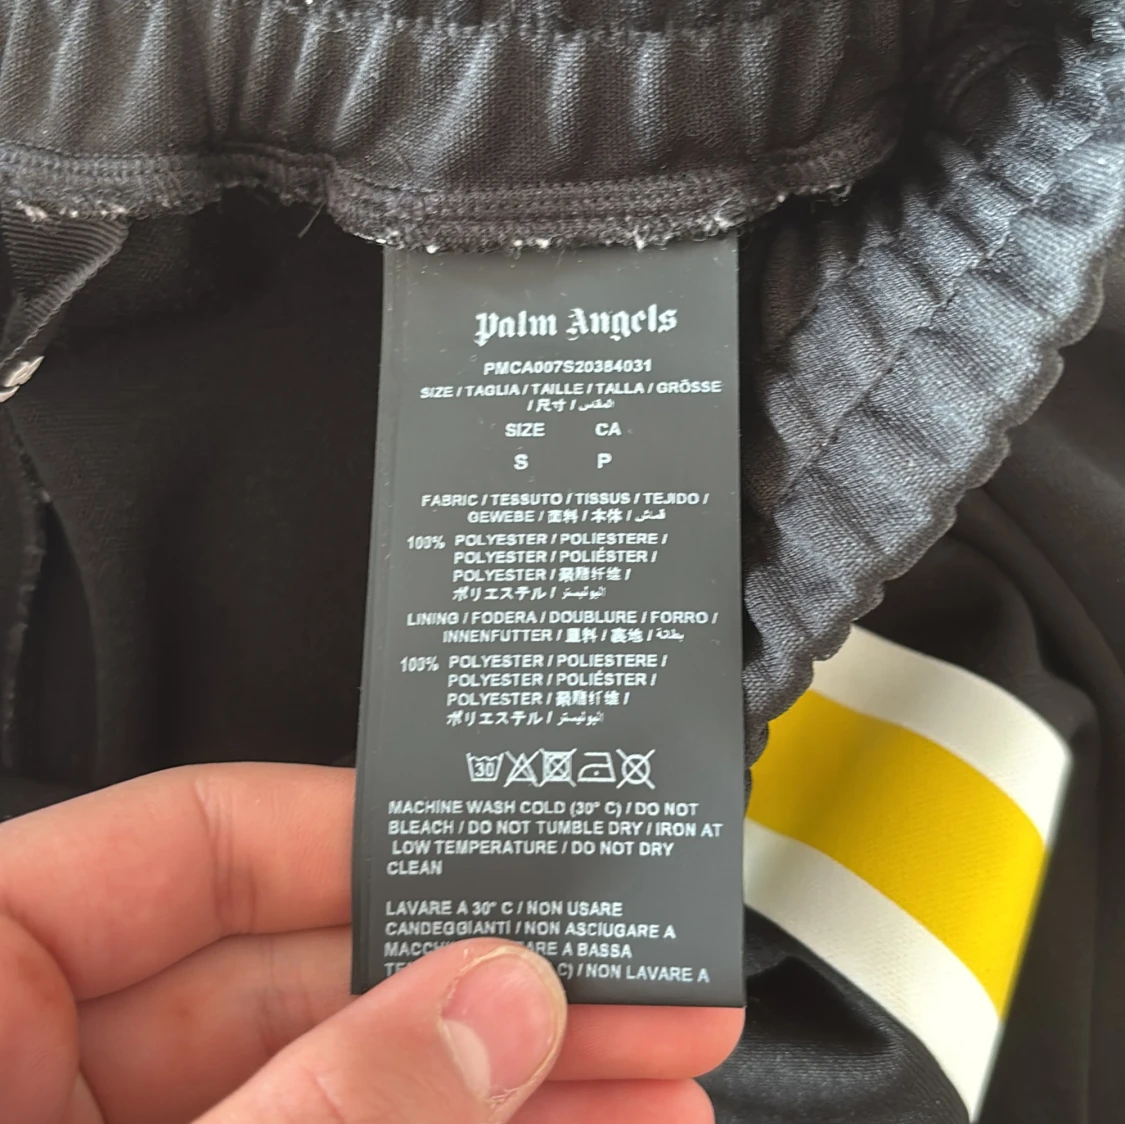 Palm Angels
PMCA007S20384031
SIZE / TAGLIA / TAILLE / TALLA / GRÖSSE
/ 尺寸 / المقاس
SIZE CA
S P
FABRIC / TESSUTO / TISSUS / TEJIDO /
GEWEBE / 面料 / 本体 / قماش
100% POLYESTER / POLIESTERE /
POLYESTER / POLIÉSTER /
POLYESTER / 聚酯纤维 /
ポリエステル / البوليستر
LINING / FODERA / DOUBLURE / FORRO /
INNENFUTTER / 里料 / 裏地 / بطانة
100% POLYESTER / POLIESTERE /
POLYESTER / POLIÉSTER /
POLYESTER / 聚酯纤维 /
ポリエステル / البوليستر
30
MACHINE WASH COLD (30° C) / DO NOT
BLEACH / DO NOT TUMBLE DRY / IRON AT
LOW TEMPERATURE / DO NOT DRY
CLEAN
LAVARE A 30° C / NON USARE
CANDEGGIANTI / NON ASCIUGARE A
A BASSA
C) / NON LAVARE A